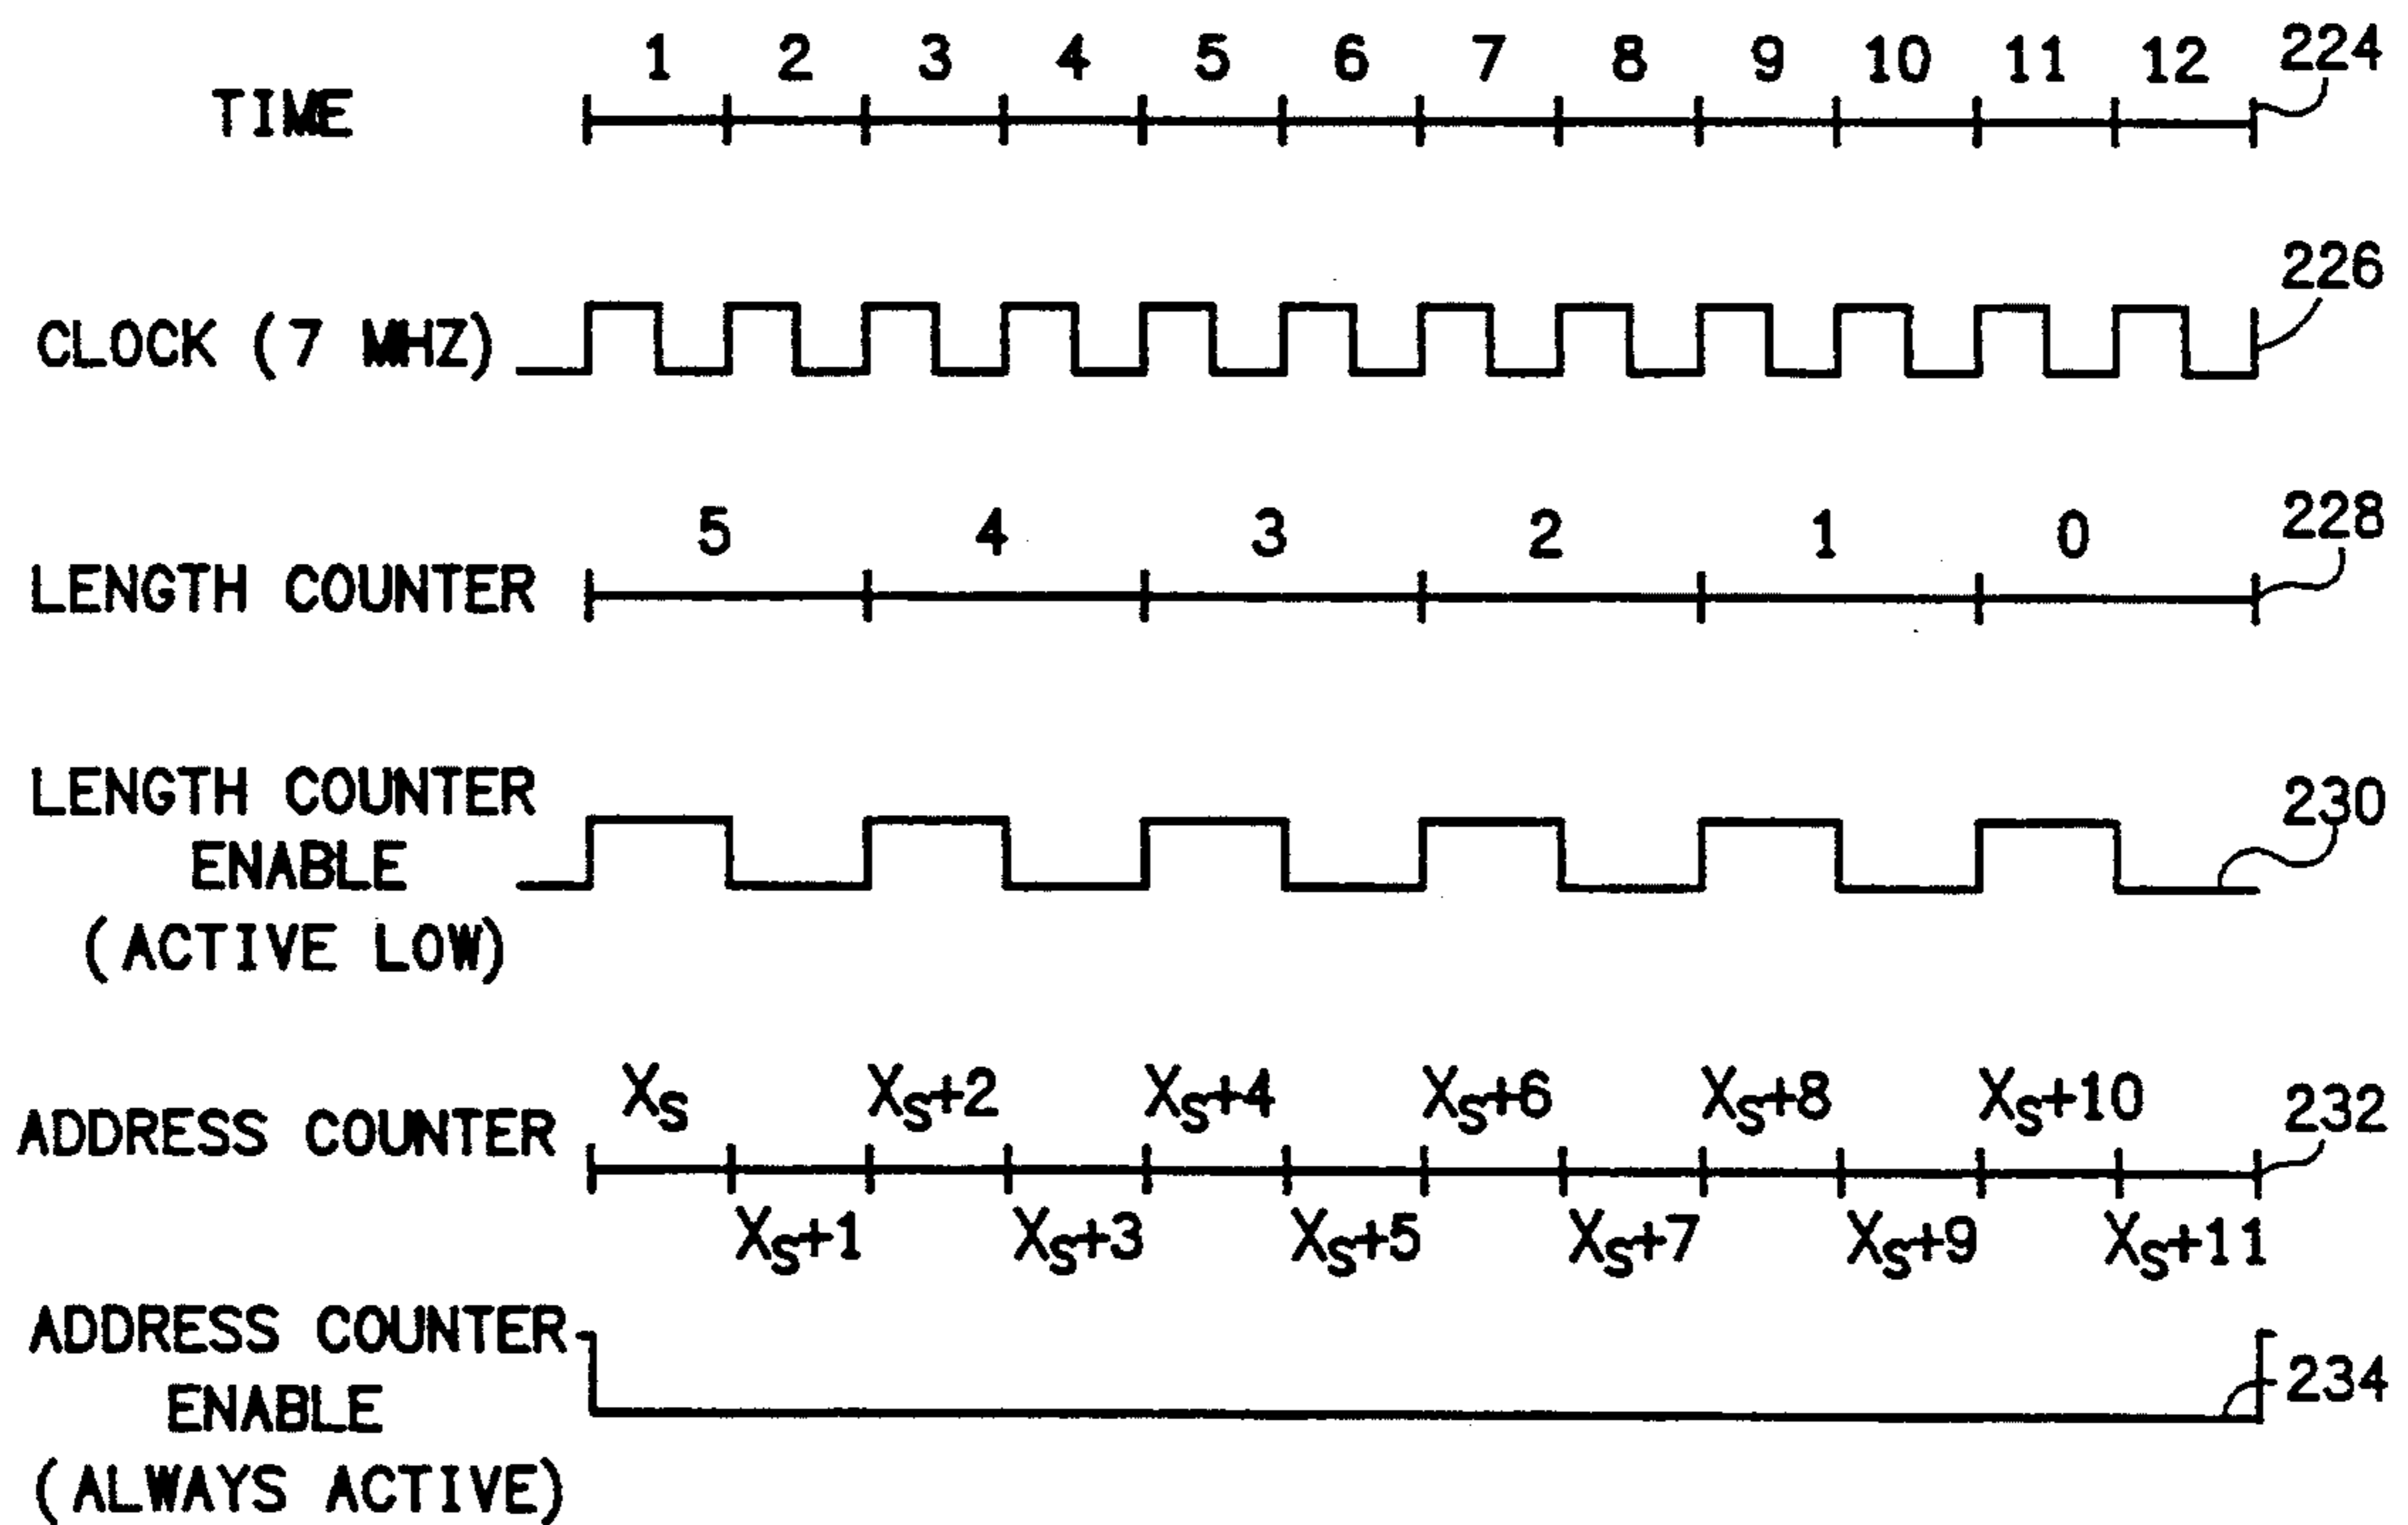 1 2 3 4 5 6 7 8 9 10 11 12 224
TIME
226
CLOCK (7 MHZ)
5 4 3 2 1 0 228
LENGTH COUNTER
LENGTH COUNTER 230
ENABLE
(ACTIVE LOW)
XS XS+2 XS+4 XS+6 XS+8 XS+10 232
ADDRESS COUNTER
XS+1 XS+3 XS+5 XS+7 XS+9 XS+11
ADDRESS COUNTER
ENABLE 234
(ALWAYS ACTIVE)